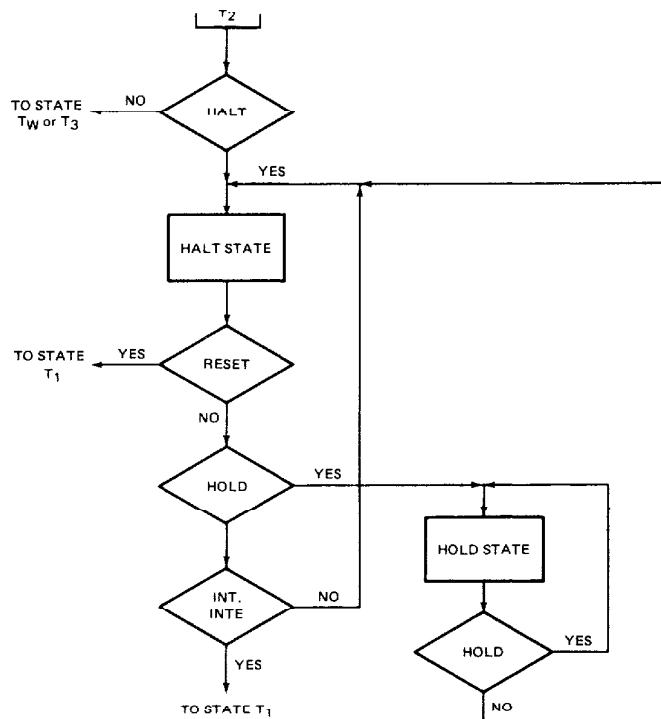 T2
HALT
NO
TO STATE
TW or T3
YES
HALT STATE
RESET
YES
TO STATE
T1
NO
HOLD
YES
HOLD STATE
INT.
INTE
NO
HOLD
YES
YES
TO STATE T1
NO